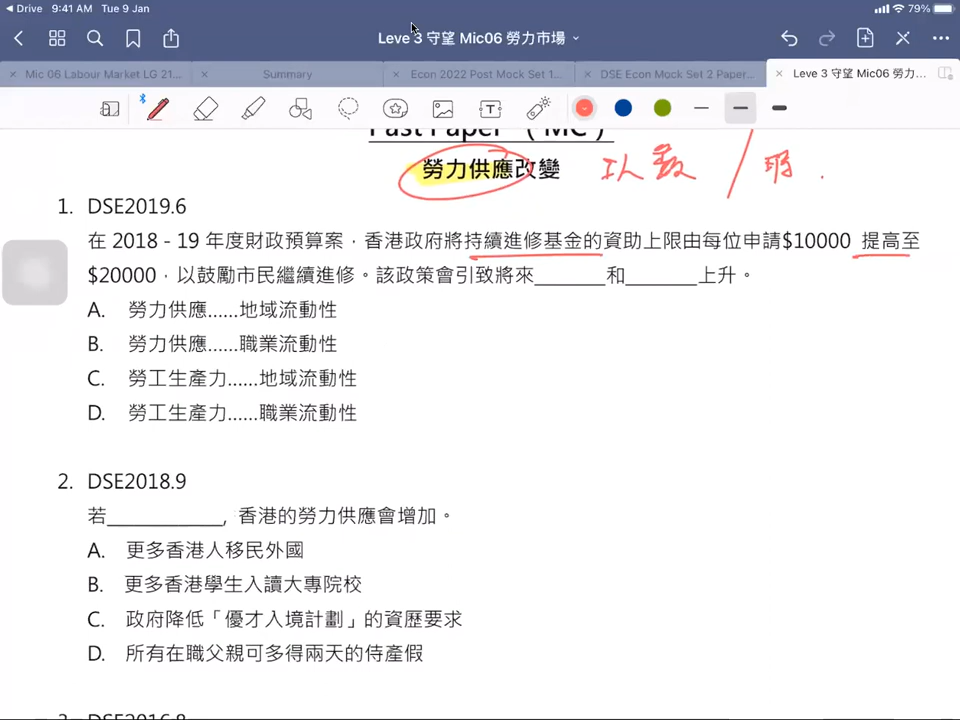 Drive 9:41 AM Tue 9 Jan 79%
Leve 3 守望 Mic06 勞力市場
Mic 06 Labour Market LG 21...
Summary
Econ 2022 Post Mock Set 1...
DSE Econ Mock Set 2 Paper...
Leve 3 守望 Mic06 勞力...
Past Paper （MC）
勞力供應改變 人數 / 時
1. DSE2019.6
在 2018 - 19 年度財政預算案，香港政府將持續進修基金的資助上限由每位申請$10000 提高至
$20000，以鼓勵市民繼續進修。該政策會引致將來_______和_______上升。
A. 勞力供應......地域流動性
B. 勞力供應......職業流動性
C. 勞工生產力......地域流動性
D. 勞工生產力......職業流動性
2. DSE2018.9
若___________, 香港的勞力供應會增加。
A. 更多香港人移民外國
B. 更多香港學生入讀大專院校
C. 政府降低「優才入境計劃」的資歷要求
D. 所有在職父親可多得兩天的侍產假
3. DSE2016.8